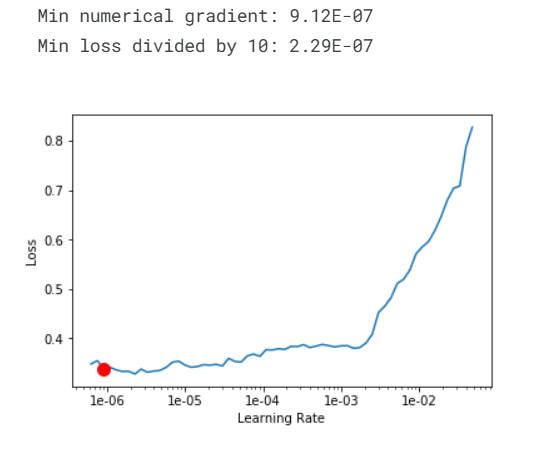 Min numerical gradient: 9.12E-07
Min loss divided by 10: 2.29E-07
0.8
0.7
0.6
0.5
0.4
Loss
1e-06 1e-05 1e-04 1e-03 1e-02
Learning Rate